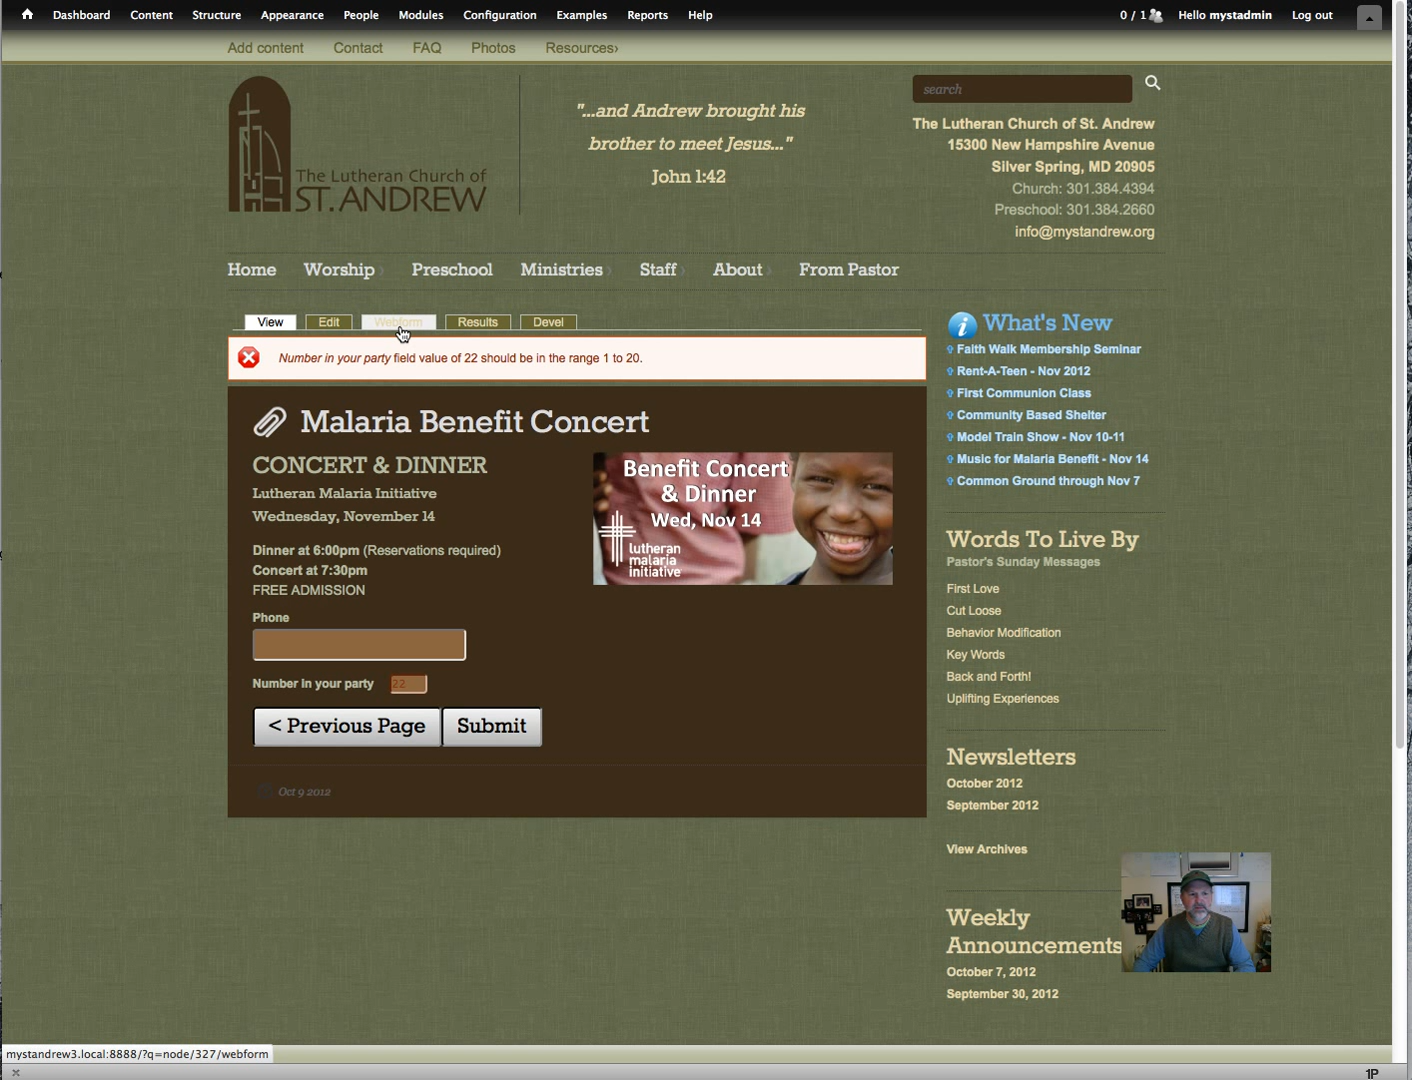 Dashboard Content Structure Appearance People Modules Configuration Examples Reports Help 0 / 1 Hello mystadmin Log out
Add content Contact FAQ Photos Resources›
search
"...and Andrew brought his
brother to meet Jesus..."
John 1:42
The Lutheran Church of
ST. ANDREW
The Lutheran Church of St. Andrew
15300 New Hampshire Avenue
Silver Spring, MD 20905
Church: 301.384.4394
Preschool: 301.384.2660
info@mystandrew.org
Home Worship › Preschool Ministries › Staff › About › From Pastor
View Edit Webform Results Devel
Number in your party field value of 22 should be in the range 1 to 20.
Malaria Benefit Concert
CONCERT & DINNER
Lutheran Malaria Initiative
Wednesday, November 14
Dinner at 6:00pm (Reservations required)
Concert at 7:30pm
FREE ADMISSION
Benefit Concert
& Dinner
Wed, Nov 14
lutheran
malaria
initiative
Phone
Number in your party 22
< Previous Page Submit
Oct 9 2012
What's New
Faith Walk Membership Seminar
Rent-A-Teen - Nov 2012
First Communion Class
Community Based Shelter
Model Train Show - Nov 10-11
Music for Malaria Benefit - Nov 14
Common Ground through Nov 7
Words To Live By
Pastor's Sunday Messages
First Love
Cut Loose
Behavior Modification
Key Words
Back and Forth!
Uplifting Experiences
Newsletters
October 2012
September 2012
View Archives
Weekly
Announcements
October 7, 2012
September 30, 2012
mystandrew3.local:8888/?q=node/327/webform
1P